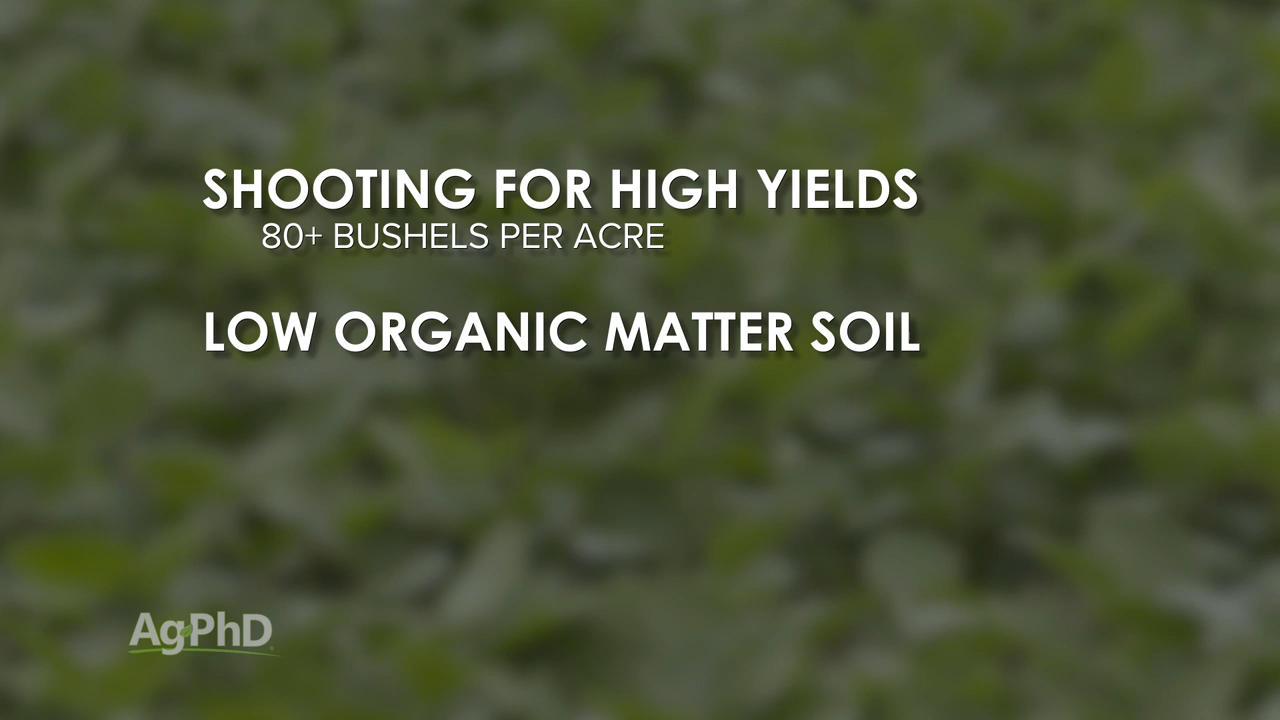 SHOOTING FOR HIGH YIELDS
80+ BUSHELS PER ACRE
LOW ORGANIC MATTER SOIL
AgPhD